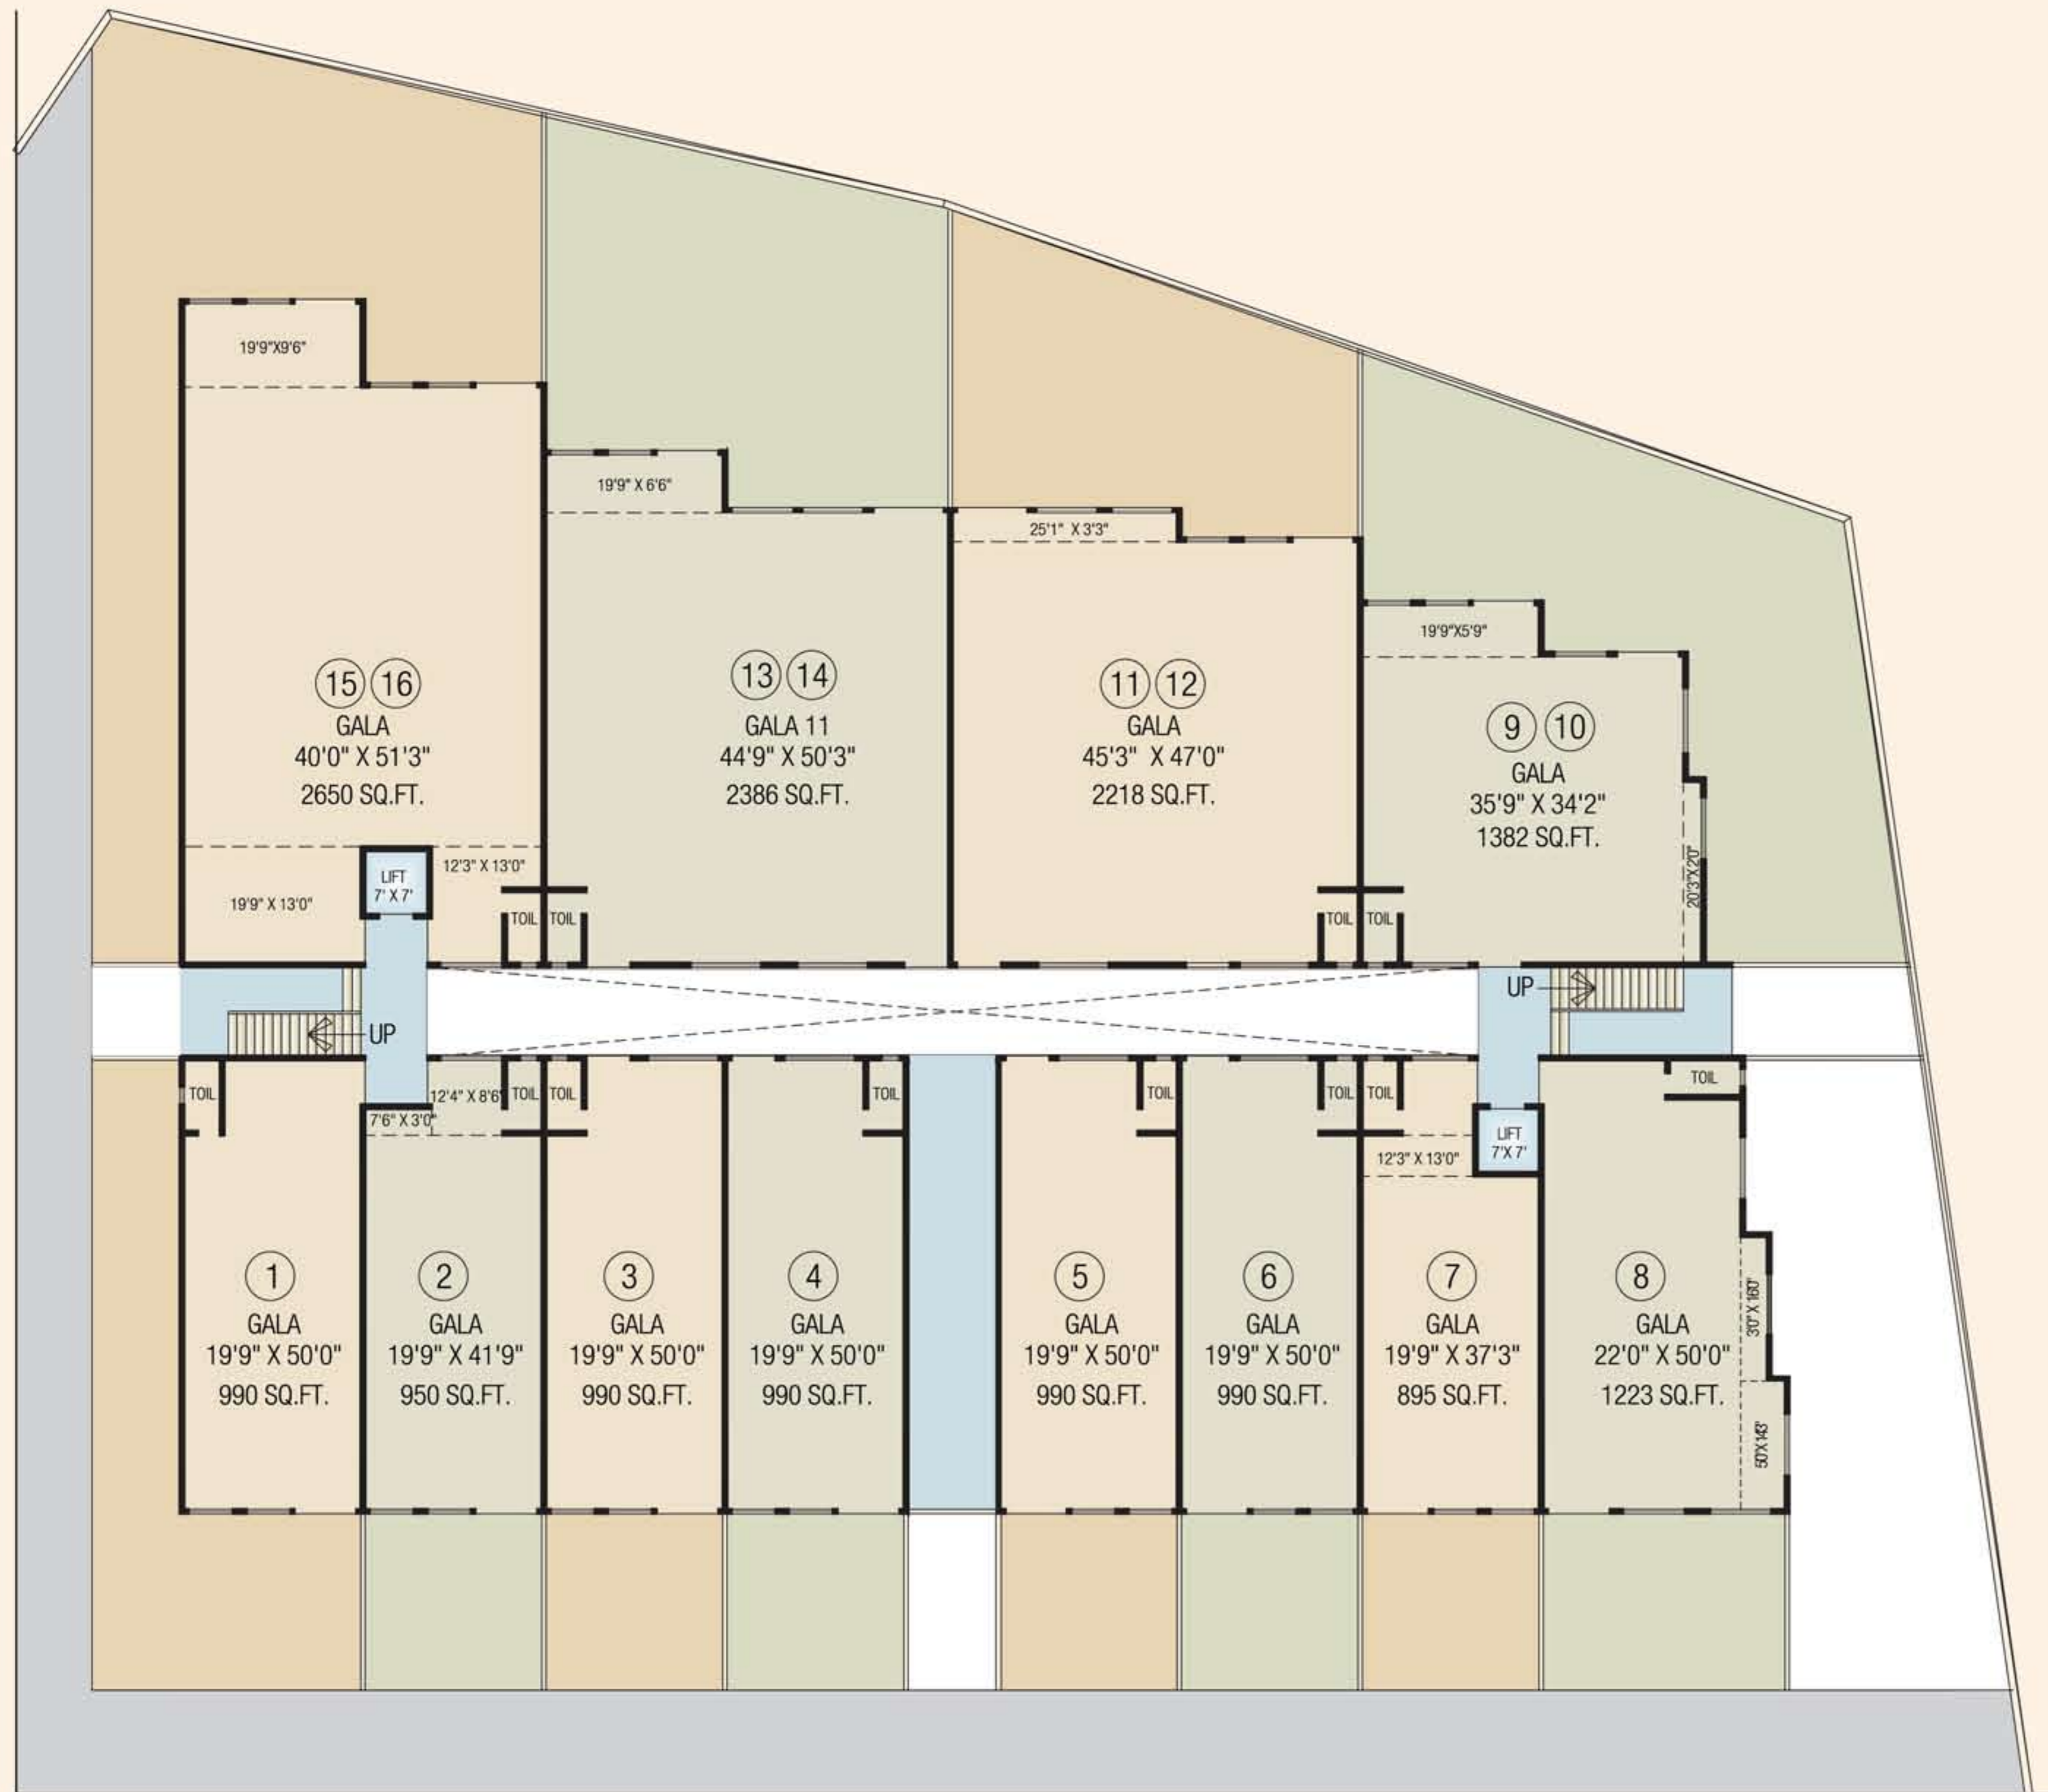 19'9"X9'6"
15 16
GALA
40'0" X 51'3"
2650 SQ.FT.
19'9" X 13'0"
LIFT
7' X 7'
12'3" X 13'0"
TOIL
19'9" X 6'6"
13 14
GALA 11
44'9" X 50'3"
2386 SQ.FT.
TOIL
25'1" X 3'3"
11 12
GALA
45'3" X 47'0"
2218 SQ.FT.
TOIL
19'9"X5'9"
9 10
GALA
35'9" X 34'2"
1382 SQ.FT.
20'3"X2'0"
TOIL
UP
UP
TOIL
1
GALA
19'9" X 50'0"
990 SQ.FT.
12'4" X 8'6"
7'6" X 3'0"
TOIL
2
GALA
19'9" X 41'9"
950 SQ.FT.
TOIL
3
GALA
19'9" X 50'0"
990 SQ.FT.
TOIL
4
GALA
19'9" X 50'0"
990 SQ.FT.
TOIL
5
GALA
19'9" X 50'0"
990 SQ.FT.
TOIL
6
GALA
19'9" X 50'0"
990 SQ.FT.
TOIL
12'3" X 13'0"
LIFT
7'X 7'
7
GALA
19'9" X 37'3"
895 SQ.FT.
TOIL
8
GALA
22'0" X 50'0"
1223 SQ.FT.
3'0" X 16'0"
5'0"X14'3"